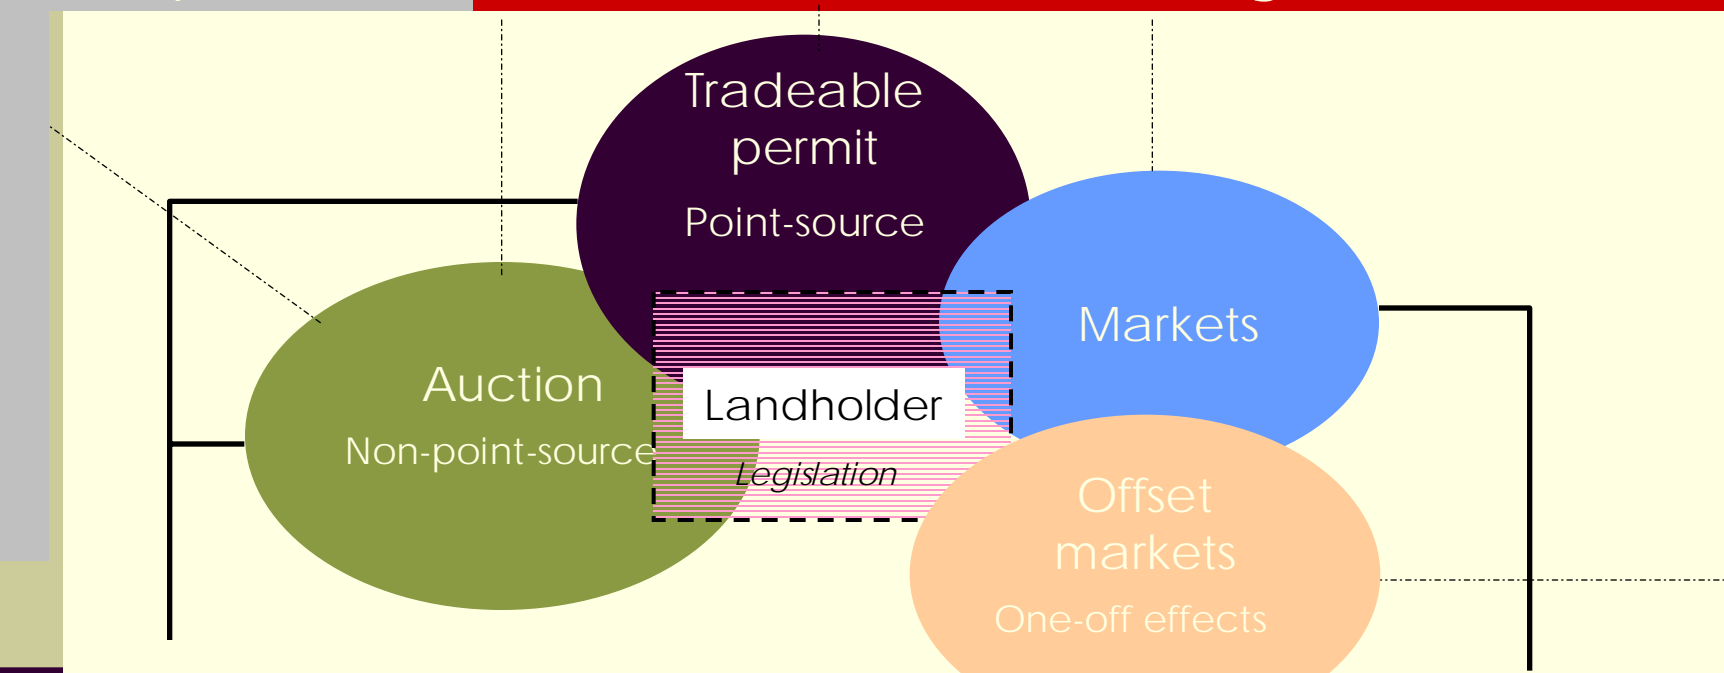 Tradeable
permit
Point-source
Markets
Auction
Non-point-source
Landholder
Legislation
Offset
markets
One-off effects